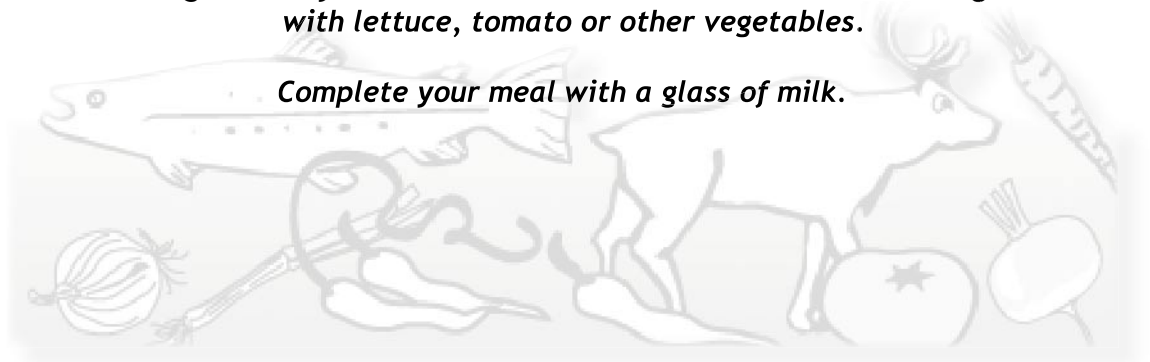 with lettuce, tomato or other vegetables.
Complete your meal with a glass of milk.